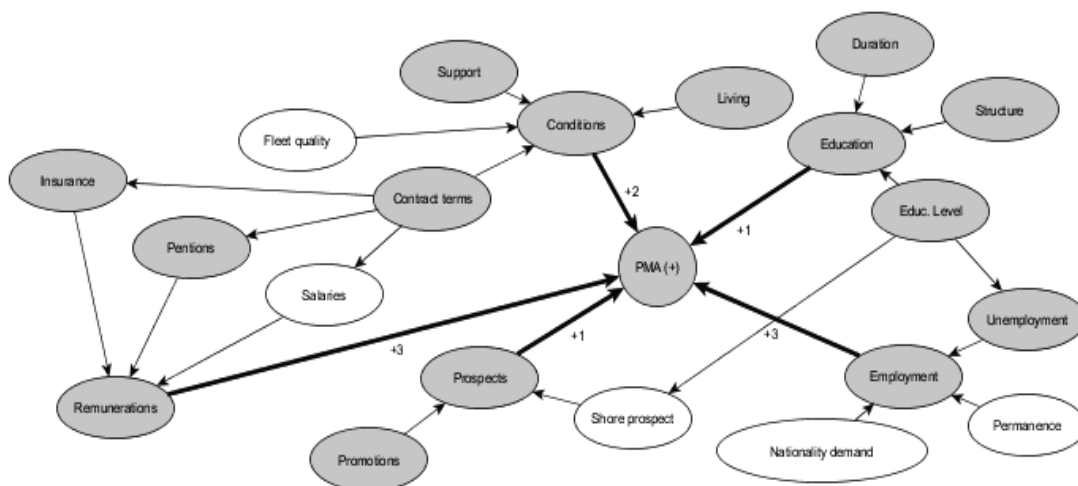 Duration
Support
Living
Structure
Fleet quality
Conditions
Education
Insurance
Contract terms
+2
Educ. Level
+1
Pentions
PMA (+)
Salaries
Unemployment
+3
+1
+3
Prospects
Employment
Remunerations
Shore prospect
Permanence
Nationality demand
Promotions